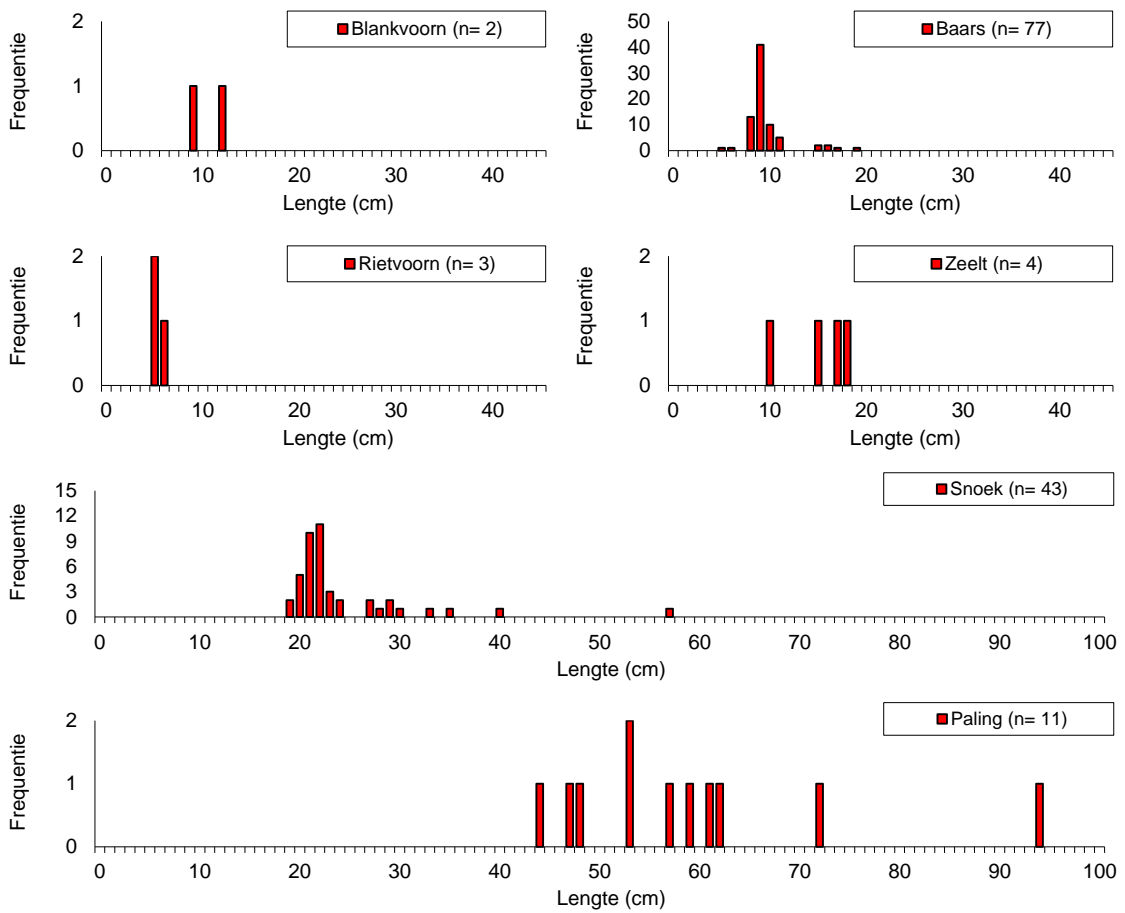 Blankvoorn (n= 2)
Frequentie
2
1
0
0 10 20 30 40
Lengte (cm)
Baars (n= 77)
Frequentie
50
40
30
20
10
0
0 10 20 30 40
Lengte (cm)
Rietvoorn (n= 3)
Frequentie
2
1
0
0 10 20 30 40
Lengte (cm)
Zeelt (n= 4)
Frequentie
2
1
0
0 10 20 30 40
Lengte (cm)
Snoek (n= 43)
Frequentie
15
12
9
6
3
0
0 10 20 30 40 50 60 70 80 90 100
Lengte (cm)
Paling (n= 11)
Frequentie
2
1
0
0 10 20 30 40 50 60 70 80 90 100
Lengte (cm)